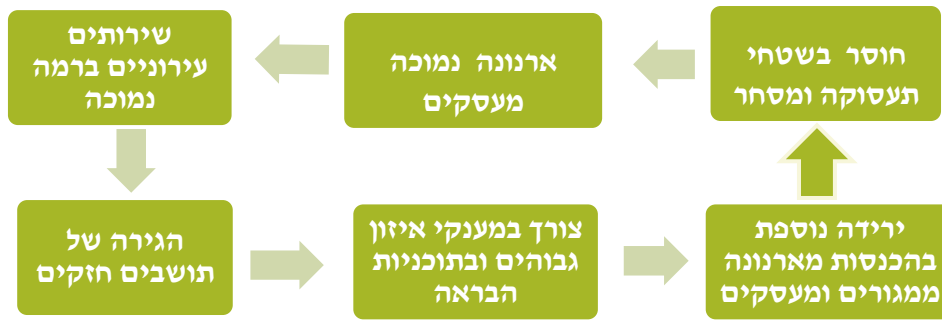 חוסר בשטחי
תעסוקה ומסחר
ארנונה נמוכה
מעסקים
שירותים
עירוניים ברמה
נמוכה
הגירה של
תושבים חזקים
צורך במענקי איזון
גבוהים ובתוכניות
הבראה
ירידה נוספת
בהכנסות מארנונה
ממגורים ומעסקים